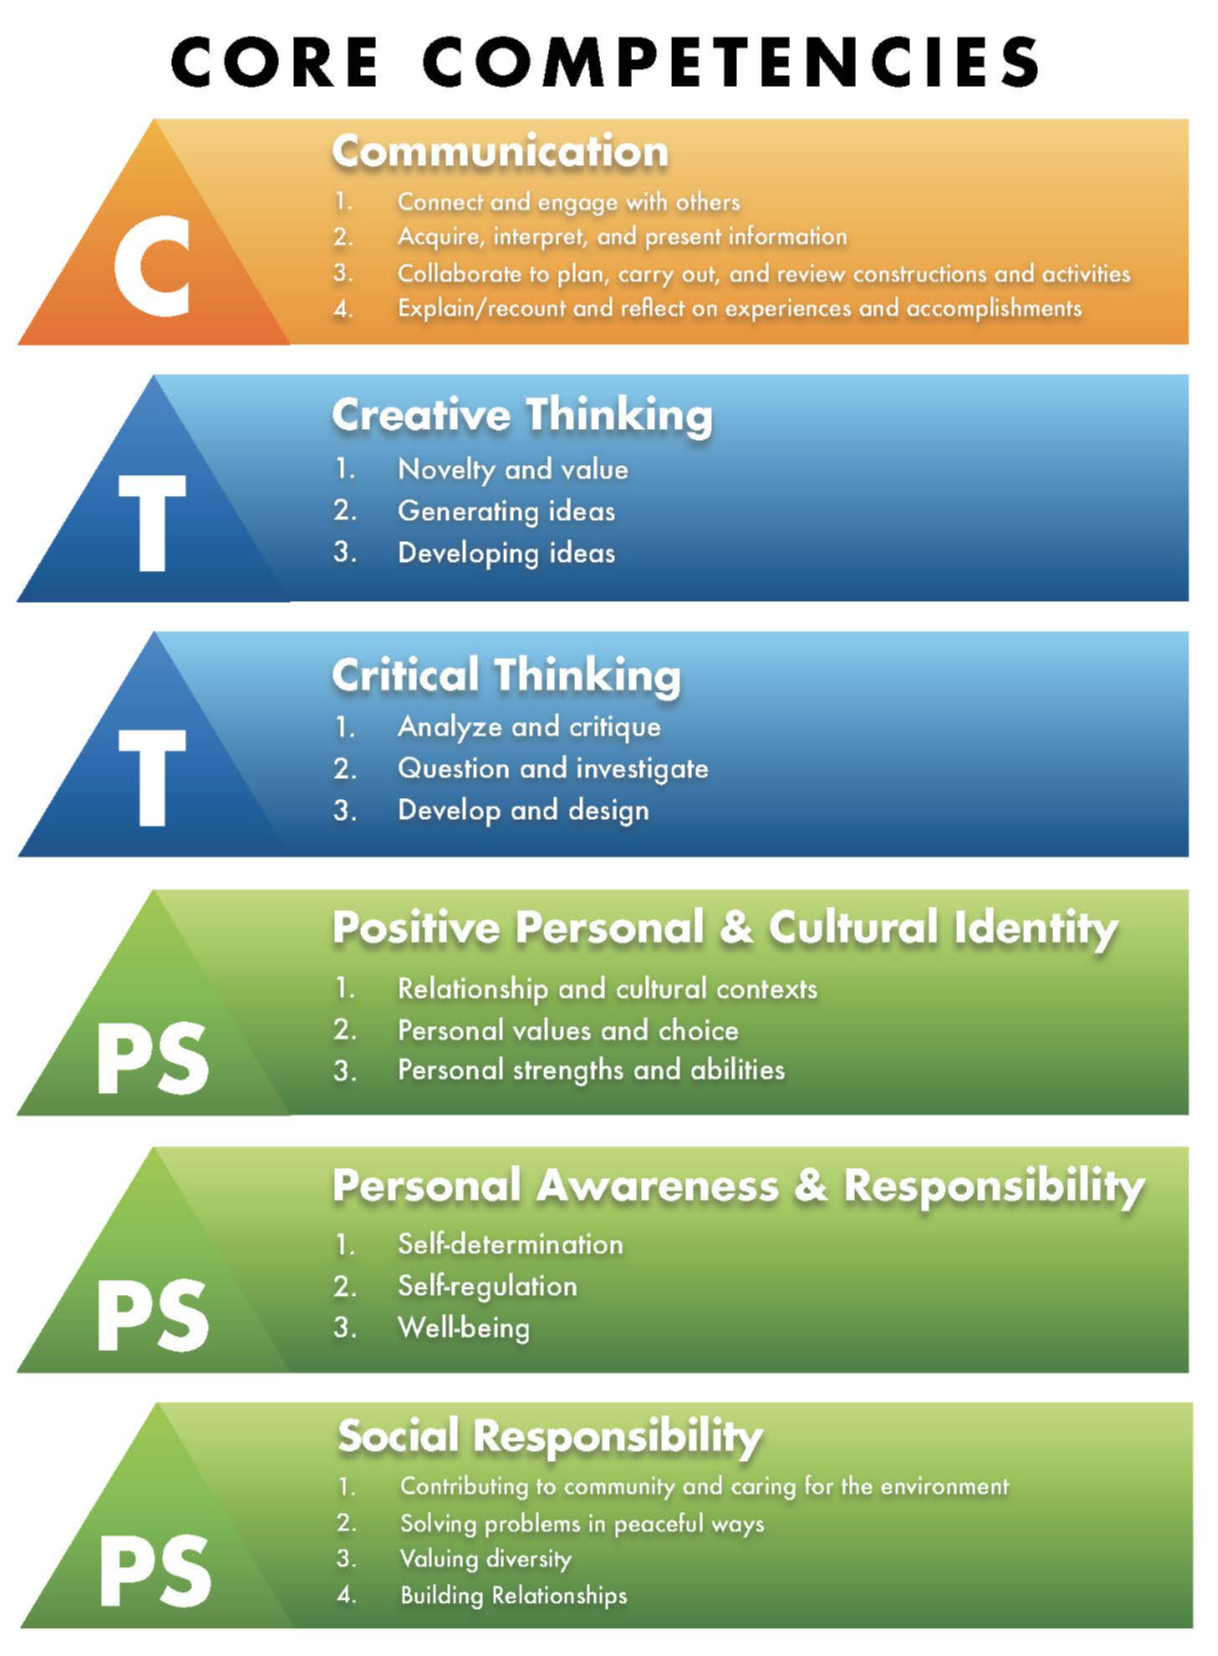 CORE COMPETENCIES
C
Communication
1. Connect and engage with others
2. Acquire, interpret, and present information
3. Collaborate to plan, carry out, and review constructions and activities
4. Explain/recount and reflect on experiences and accomplishments
T
Creative Thinking
1. Novelty and value
2. Generating ideas
3. Developing ideas
T
Critical Thinking
1. Analyze and critique
2. Question and investigate
3. Develop and design
PS
Positive Personal & Cultural Identity
1. Relationship and cultural contexts
2. Personal values and choice
3. Personal strengths and abilities
PS
Personal Awareness & Responsibility
1. Self-determination
2. Self-regulation
3. Well-being
PS
Social Responsibility
1. Contributing to community and caring for the environment
2. Solving problems in peaceful ways
3. Valuing diversity
4. Building Relationships